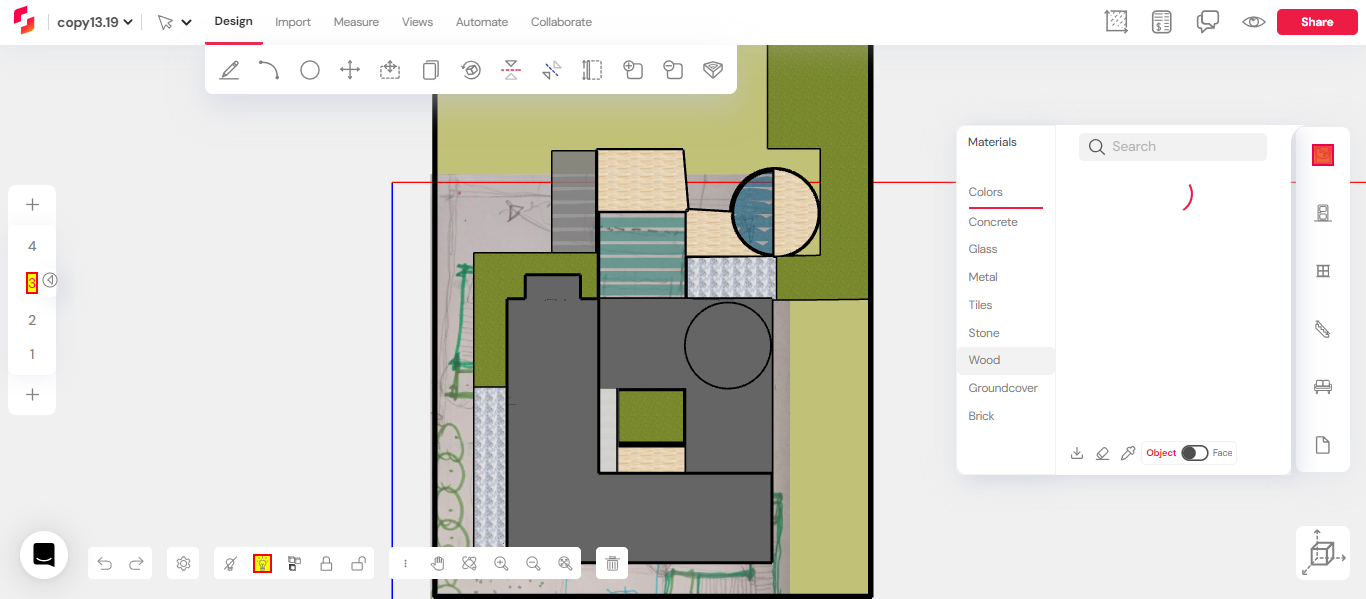 copy13.19
Design
Import
Measure
Views
Automate
Collaborate
Share
4
3
2
1
Materials
Search
Colors
Concrete
Glass
Metal
Tiles
Stone
Wood
Groundcover
Brick
Object
Face